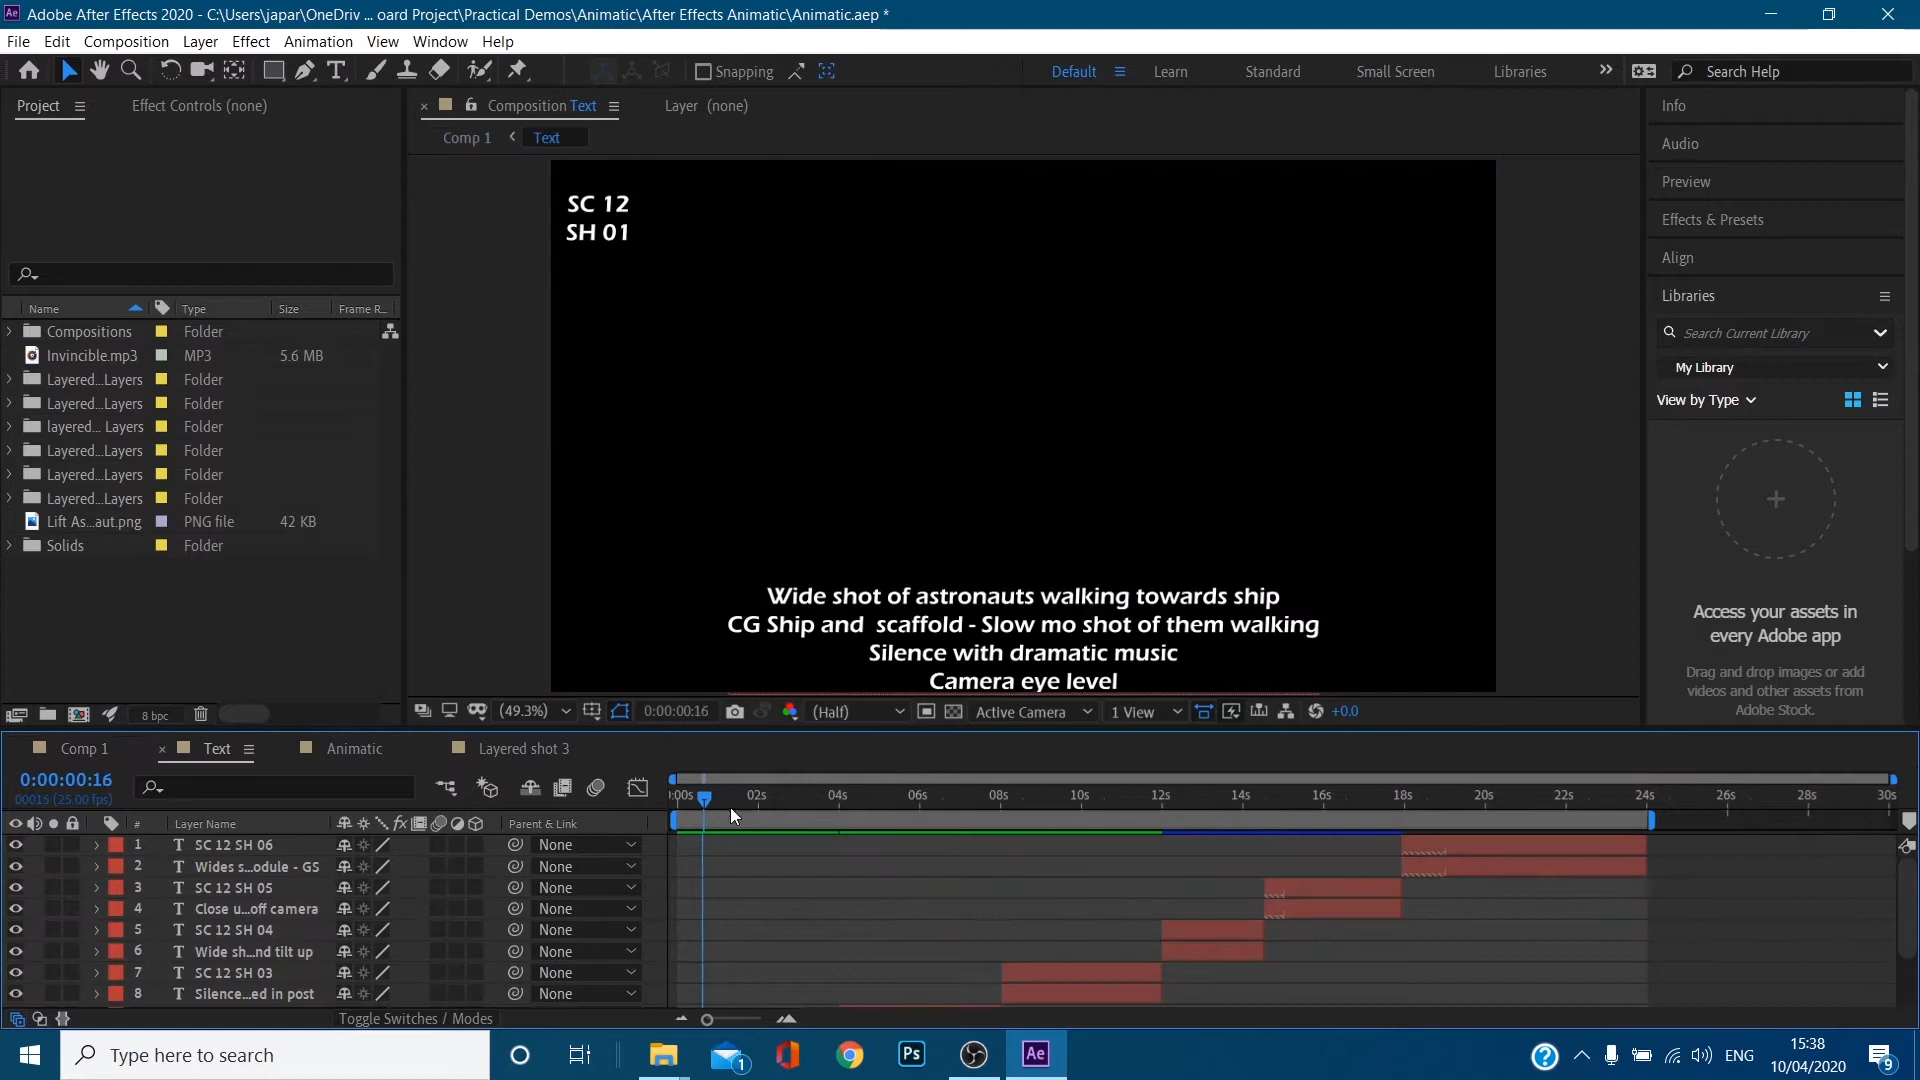 Adobe After Effects 2020 - C:\Users\japar\OneDriv ... oard Project\Practical Demos\Animatic\After Effects Animatic\Animatic.aep *
File Edit Composition Layer Effect Animation View Window Help
Snapping Default Learn Standard Small Screen Libraries Search Help
Project Effect Controls (none) Composition Text Layer (none) Info
Comp 1 Text
Audio
Preview
Effects & Presets
Align
Libraries
Search Current Library
My Library
View by Type
Access your assets in
every Adobe app
Drag and drop images or add
videos and other assets from
Adobe Stock.
SC 12
SH 01
Wide shot of astronauts walking towards ship
CG Ship and scaffold - Slow mo shot of them walking
Silence with dramatic music
Camera eye level
Name Type Size Frame R...
Compositions Folder
Invincible.mp3 MP3 5.6 MB
Layered...Layers Folder
Layered...Layers Folder
layered... Layers Folder
Layered...Layers Folder
Layered...Layers Folder
Layered...Layers Folder
Lift As...aut.png PNG file 42 KB
Solids Folder
8 bpc (49.3%) 0:00:00:16 (Half) Active Camera 1 View +0.0
Comp 1 Text Animatic Layered shot 3
0:00:00:16
00015 (25.00 fps)
:00s 02s 04s 06s 08s 10s 12s 14s 16s 18s 20s 22s 24s 26s 28s 30s
# Layer Name fx Parent & Link
1 T SC 12 SH 06 None
2 T Wides s...odule - GS None
3 T SC 12 SH 05 None
4 T Close u...off camera None
5 T SC 12 SH 04 None
6 T Wide sh...nd tilt up None
7 T SC 12 SH 03 None
8 T Silence...ed in post None
Toggle Switches / Modes
Type here to search
1
Ps
Ae
ENG
15:38
10/04/2020
9